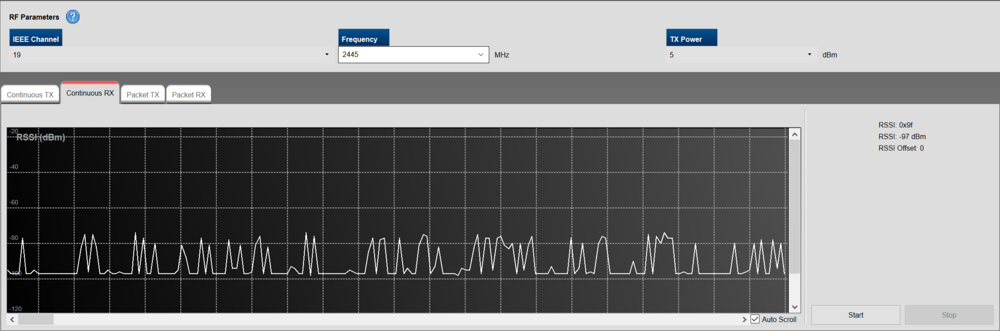 RF Parameters ?
IEEE Channel
Frequency
TX Power
19
2445
MHz
5
dBm
Continuous TX
Continuous RX
Packet TX
Packet RX
-20
RSSI (dBm)
-40
-60
-80
-100
-120
RSSI: 0x9f
RSSI: -97 dBm
RSSI Offset: 0
Start
Stop
Auto Scroll